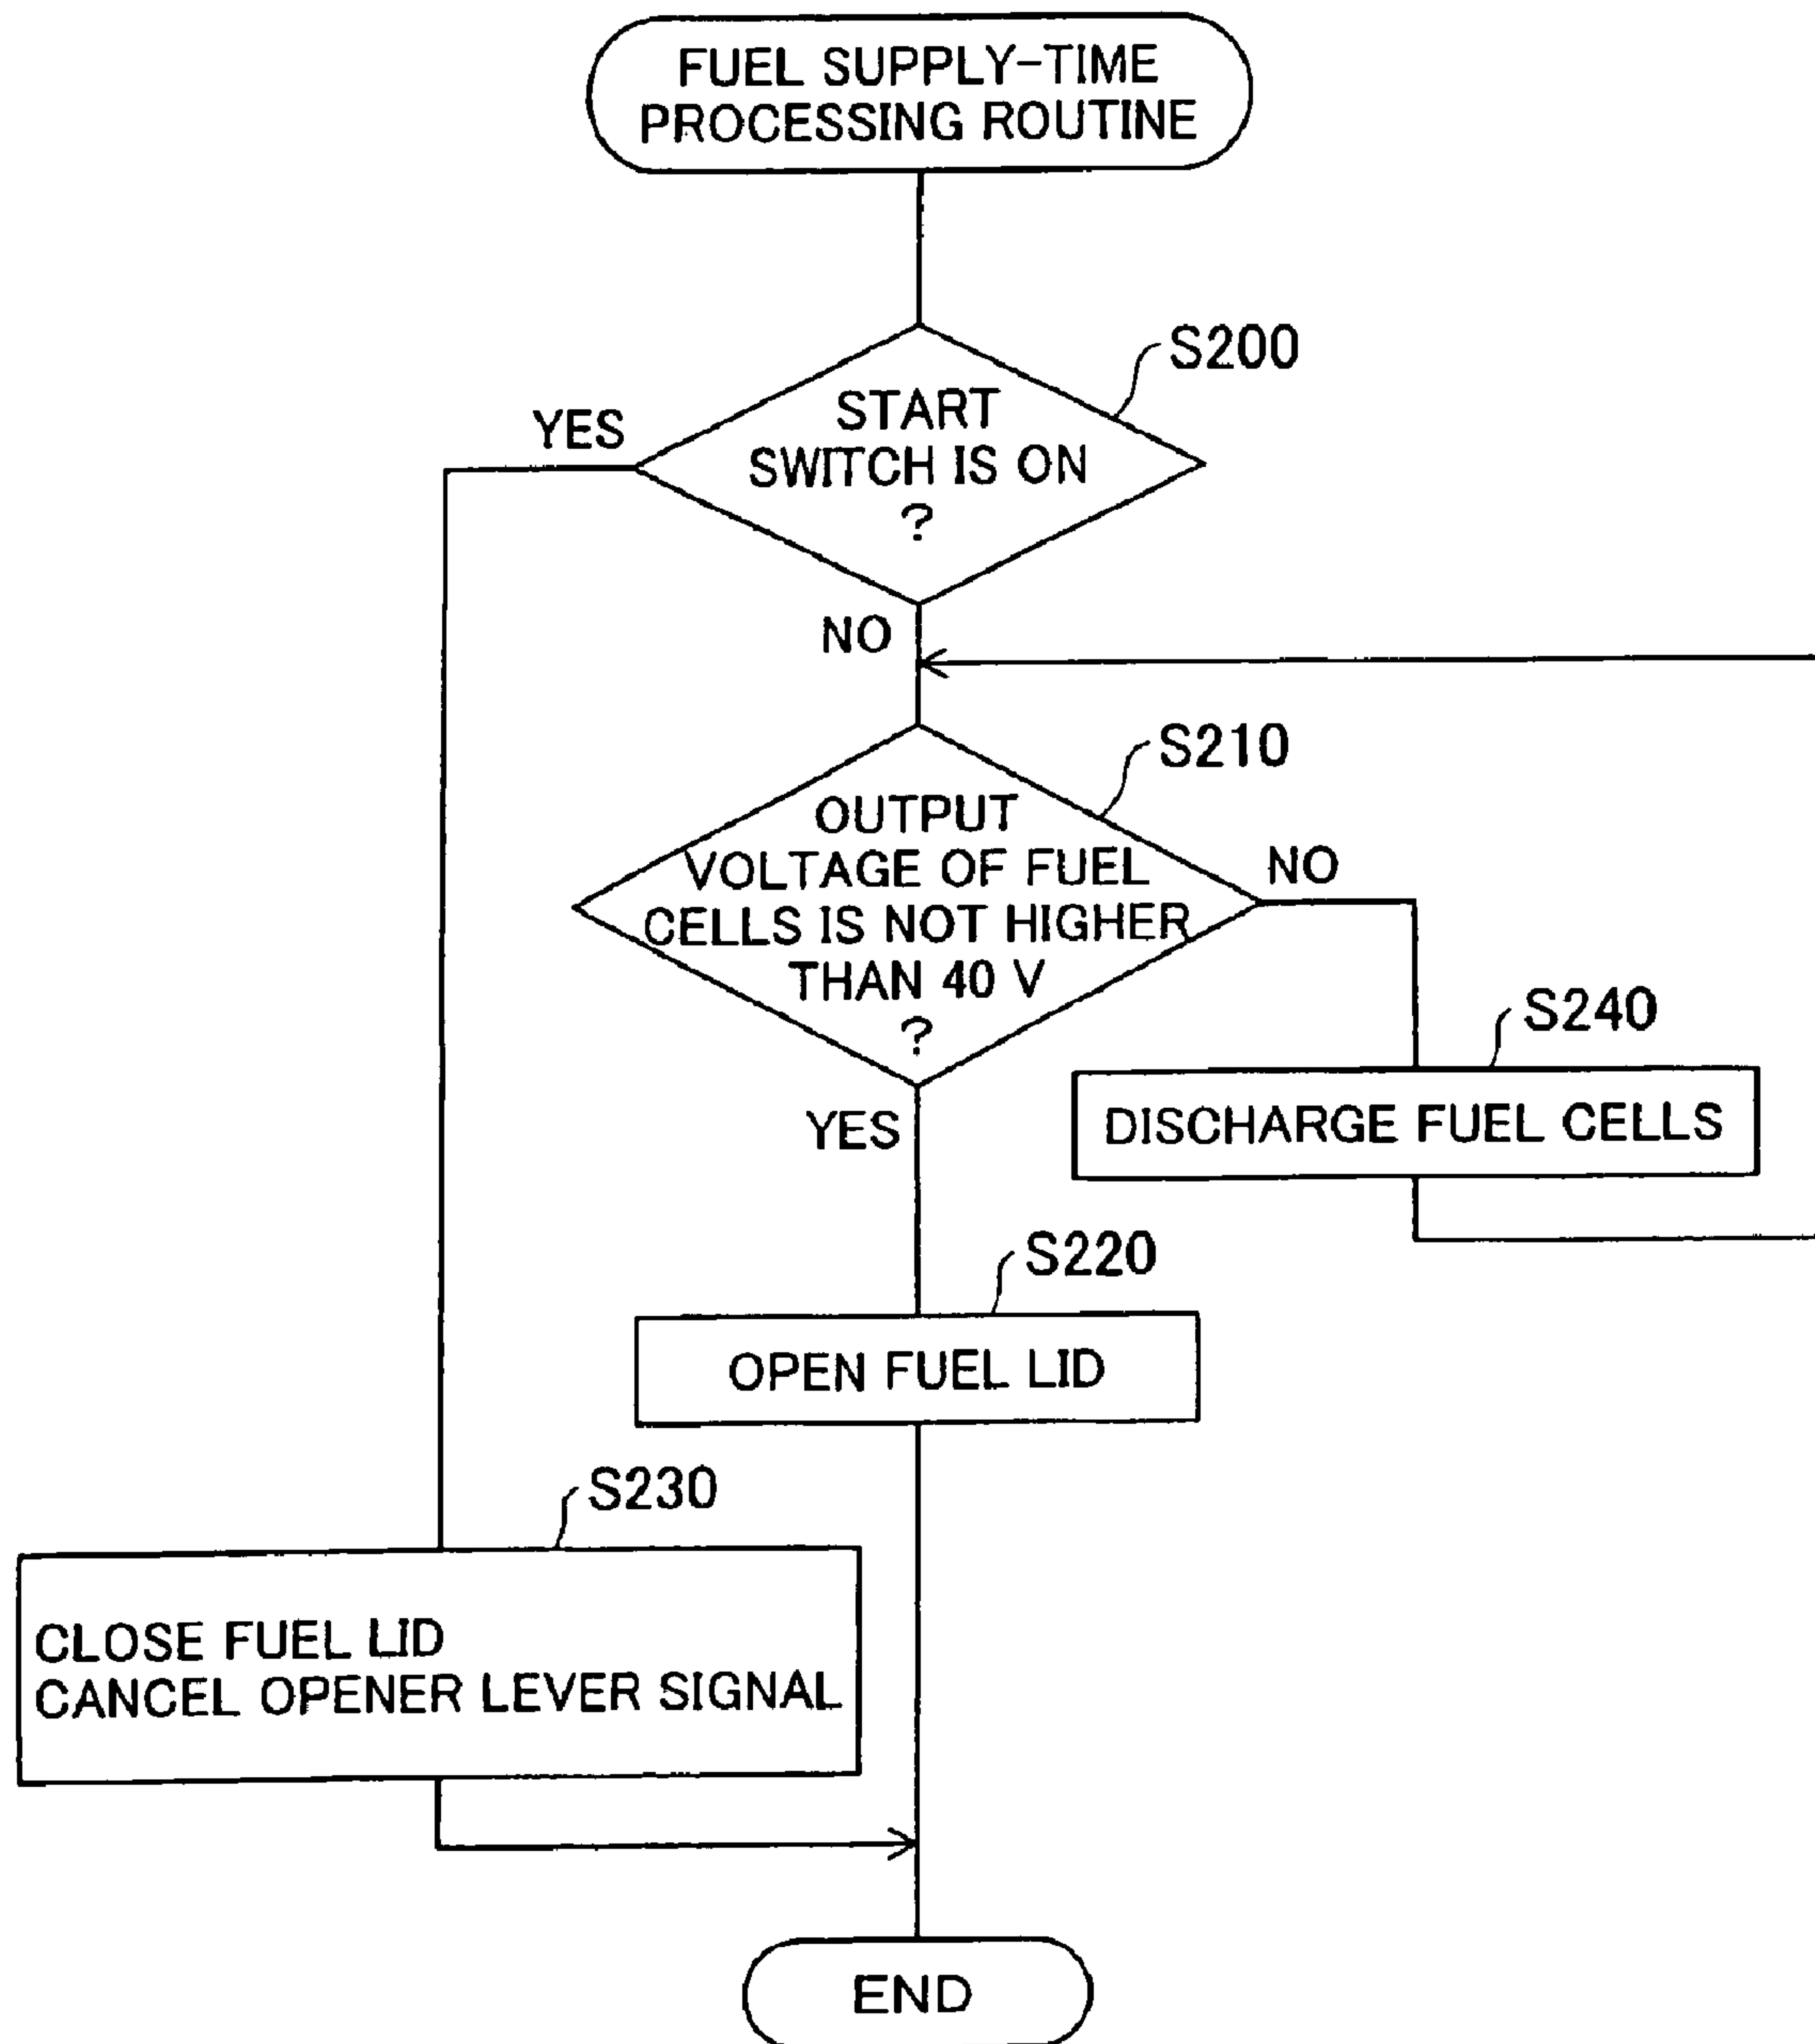 FUEL SUPPLY-TIME
PROCESSING ROUTINE
S200
START
SWITCH IS ON
?
YES
NO
S210
OUTPUT
VOLTAGE OF FUEL
CELLS IS NOT HIGHER
THAN 40 V
?
NO
YES
S240
DISCHARGE FUEL CELLS
S220
OPEN FUEL LID
S230
CLOSE FUEL LID
CANCEL OPENER LEVER SIGNAL
END